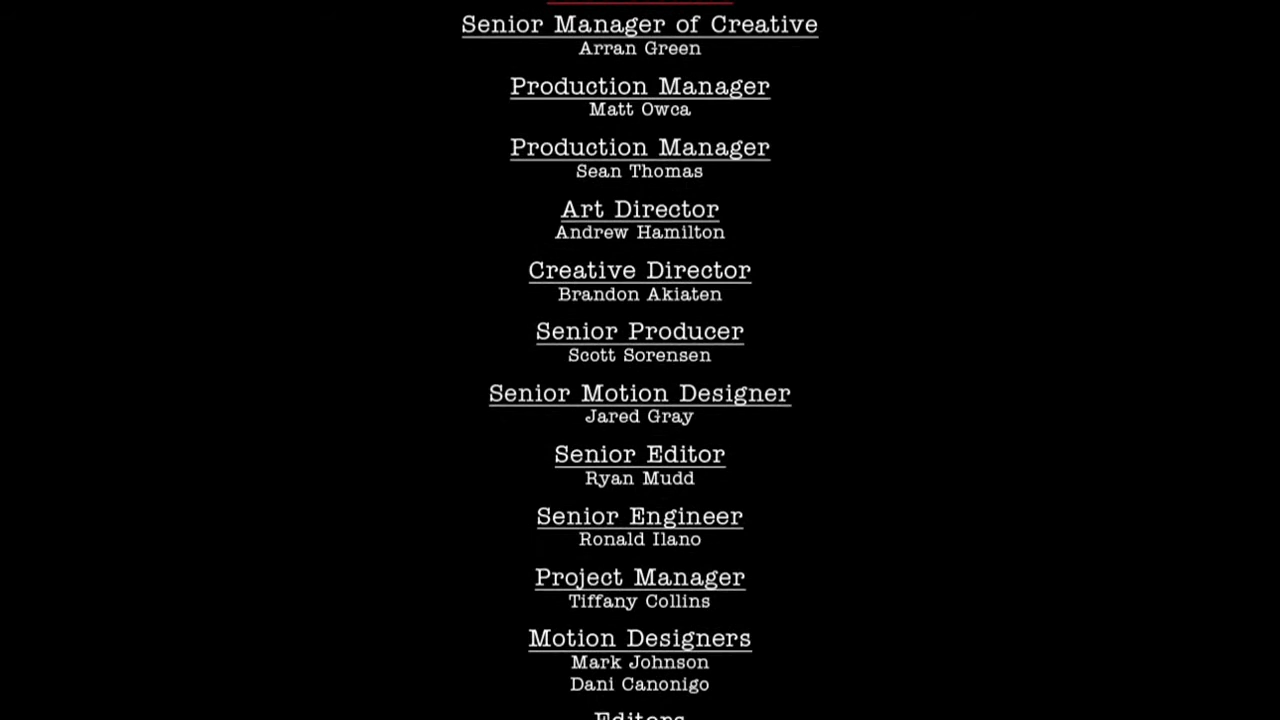 Senior Manager of Creative
Arran Green
Production Manager
Matt Owca
Production Manager
Sean Thomas
Art Director
Andrew Hamilton
Creative Director
Brandon Akiaten
Senior Producer
Scott Sorensen
Senior Motion Designer
Jared Gray
Senior Editor
Ryan Mudd
Senior Engineer
Ronald Ilano
Project Manager
Tiffany Collins
Motion Designers
Mark Johnson
Dani Canonigo
Editors